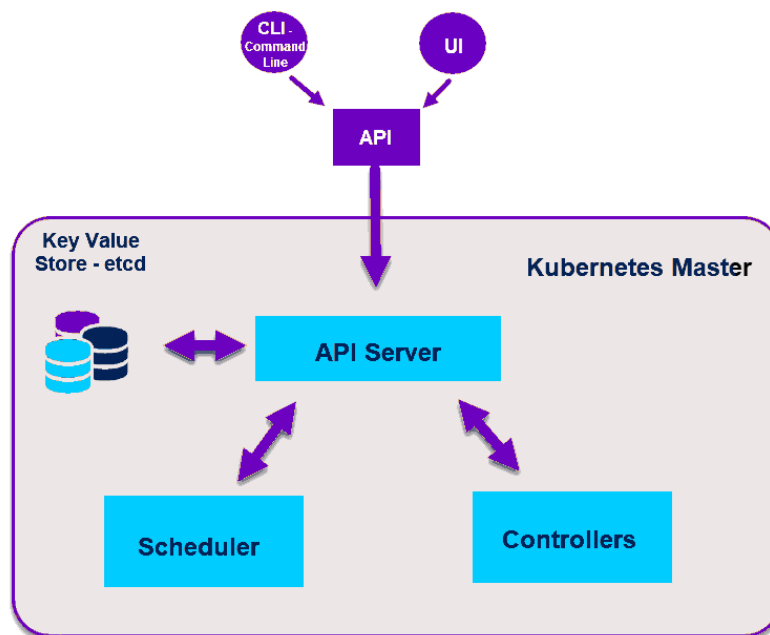 CLI -
Command
Line
UI
API
Key Value
Store - etcd
Kubernetes Master
API Server
Scheduler
Controllers